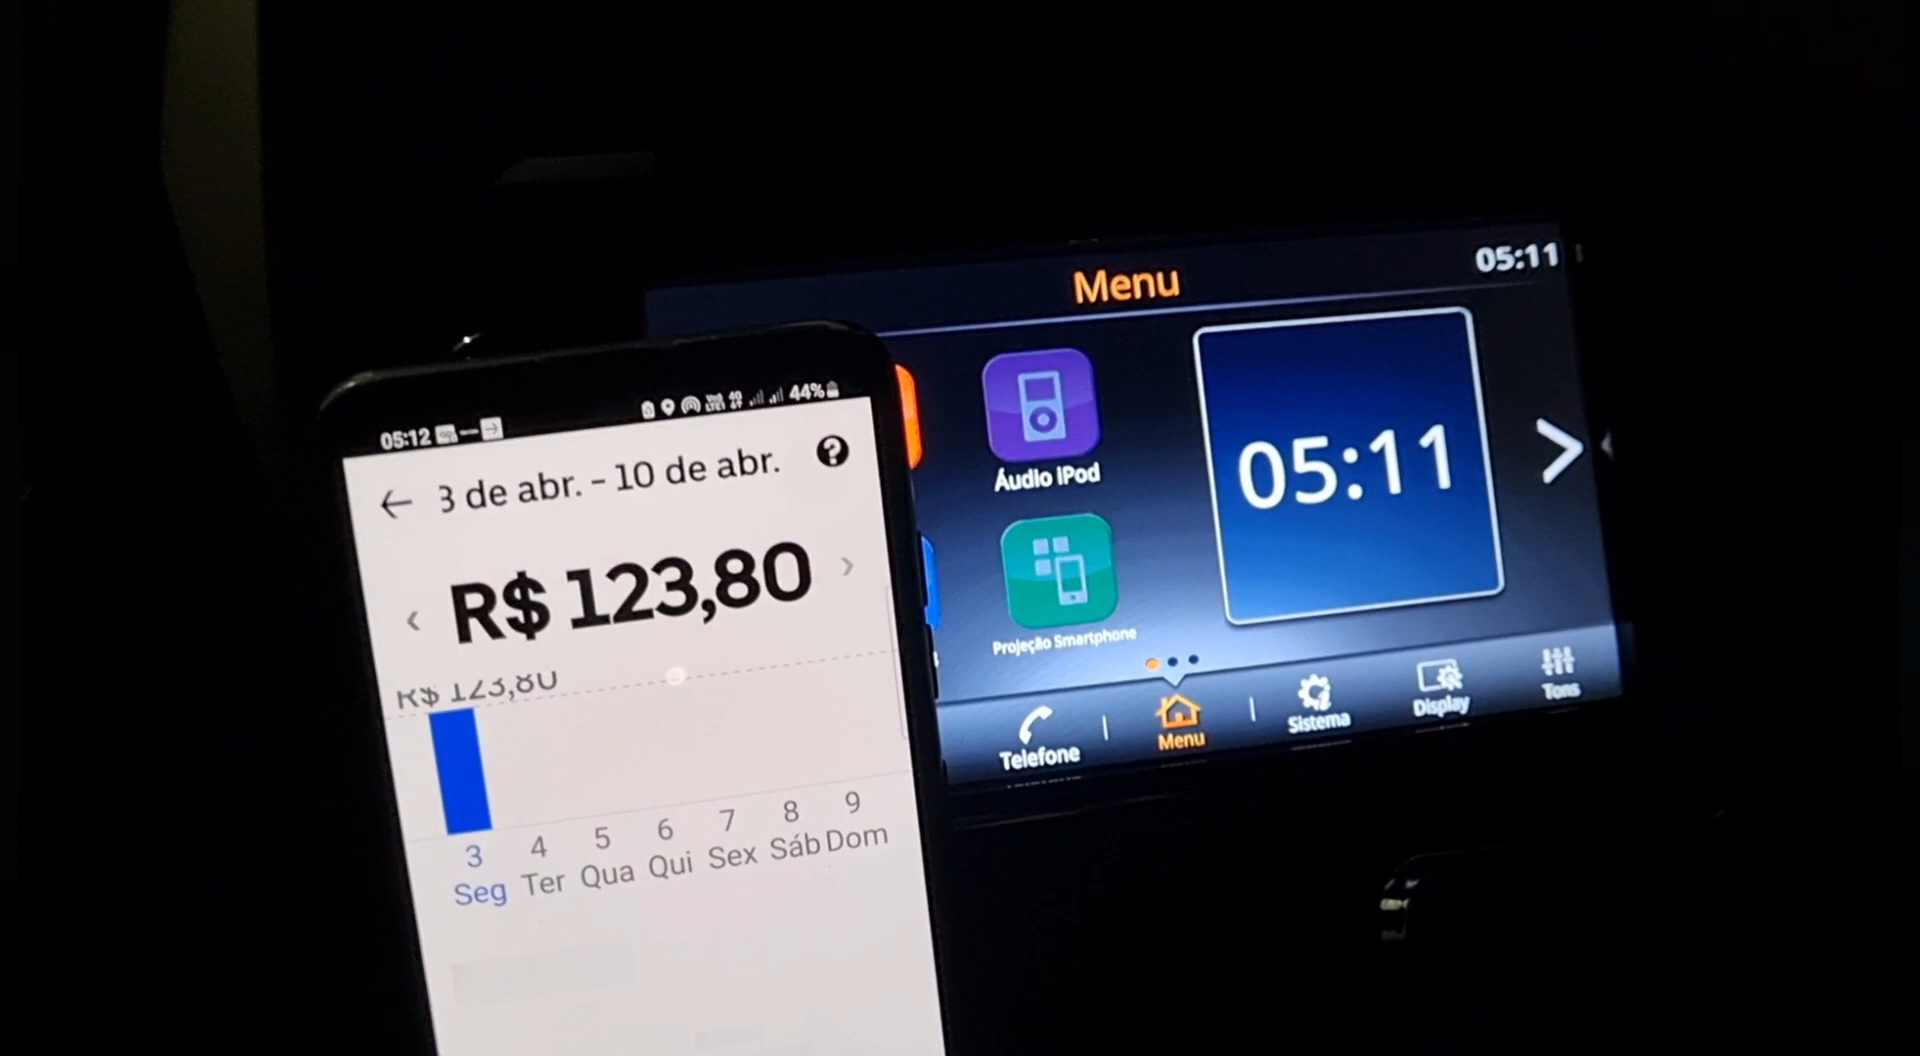 05:12
44%
3 de abr. - 10 de abr.
R$ 123,80
R$ 123,80
3
4
5
6
7
8
9
Seg
Ter
Qua
Qui
Sex
Sáb
Dom
Menu
05:11
Áudio iPod
05:11
Projeção Smartphone
Telefone
Menu
Sistema
Display
Tons